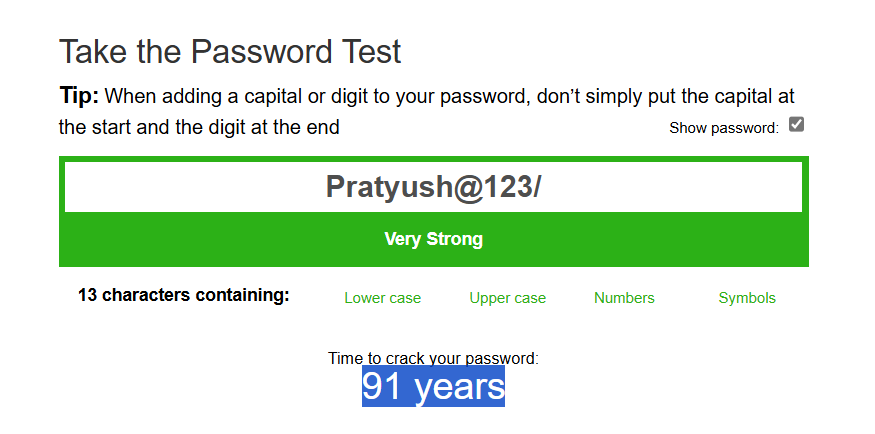 Take the Password Test
Tip: When adding a capital or digit to your password, don’t simply put the capital at
the start and the digit at the end
Show password:
Pratyush@123/
Very Strong
13 characters containing:
Lower case
Upper case
Numbers
Symbols
Time to crack your password:
91 years